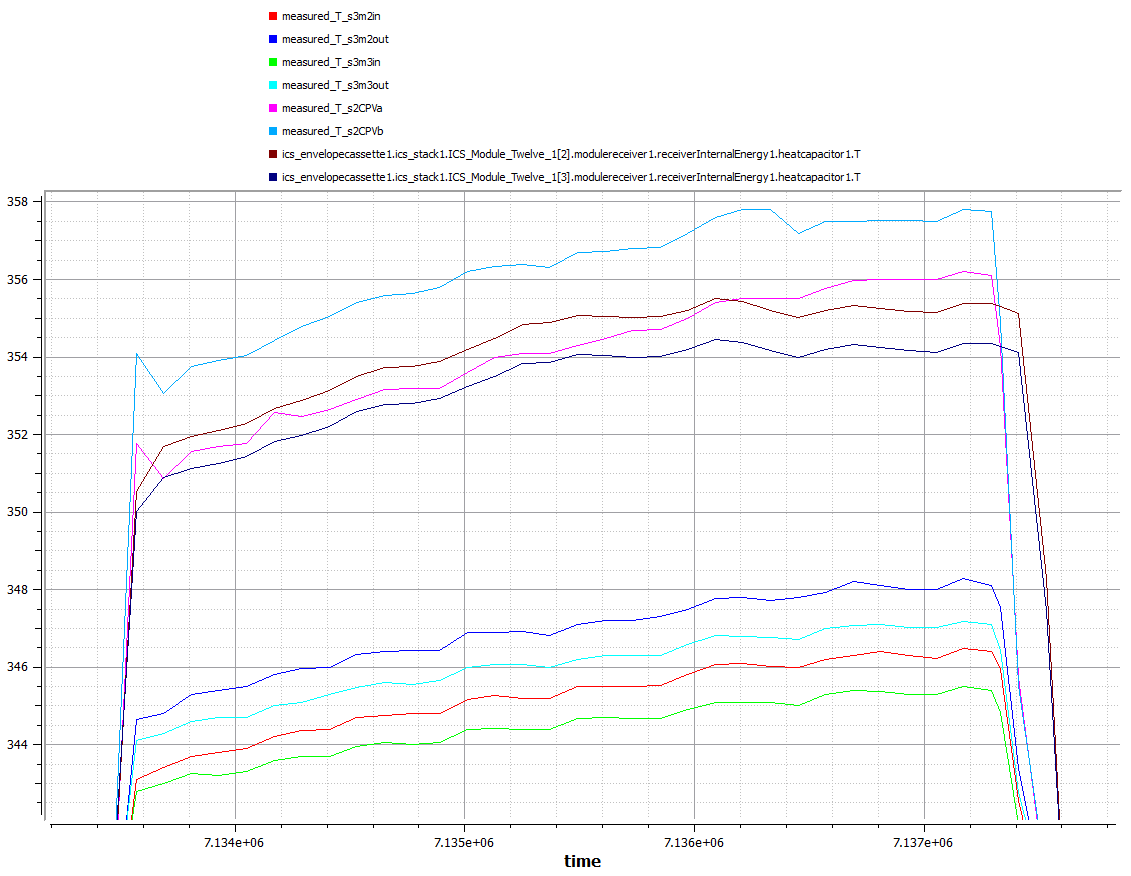 measured_T_s3m2in
measured_T_s3m2out
measured_T_s3m3in
measured_T_s3m3out
measured_T_s2CPVa
measured_T_s2CPVb
ics_envelopecassette1.ics_stack1.ICS_Module_Twelve_1[2].modulereceiver1.receiverInternalEnergy1.heatcapacitor1.T
ics_envelopecassette1.ics_stack1.ICS_Module_Twelve_1[3].modulereceiver1.receiverInternalEnergy1.heatcapacitor1.T
358
356
354
352
350
348
346
344
7.134e+06 7.135e+06 7.136e+06 7.137e+06
time